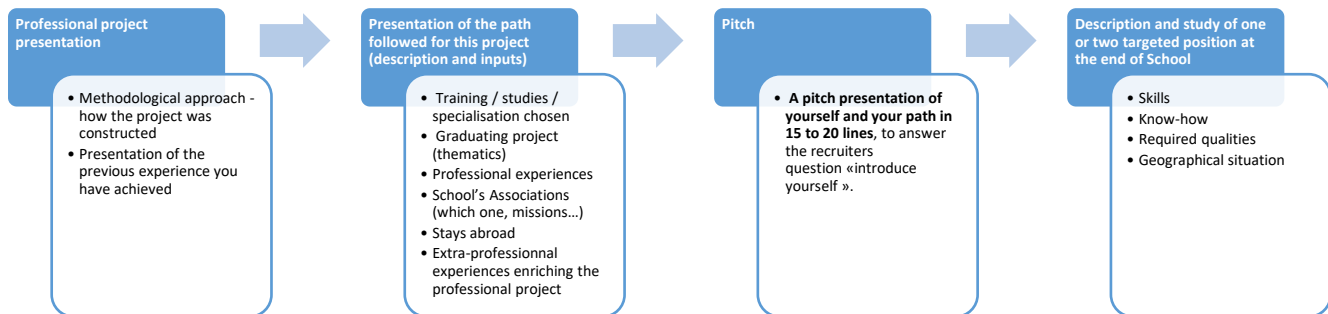 Professional project
presentation
• Methodological approach -
how the project was
constructed
• Presentation of the
previous experience you
have achieved
Presentation of the path
followed for this project
(description and inputs)
• Training / studies /
specialisation chosen
• Graduating project
(thematics)
• Professional experiences
• School’s Associations
(which one, missions…)
• Stays abroad
• Extra-professionnal
experiences enriching the
professional project
Pitch
• A pitch presentation of
yourself and your path in
15 to 20 lines, to answer
the recruiters
question «introduce
yourself ».
Description and study of one
or two targeted position at
the end of School
• Skills
• Know-how
• Required qualities
• Geographical situation